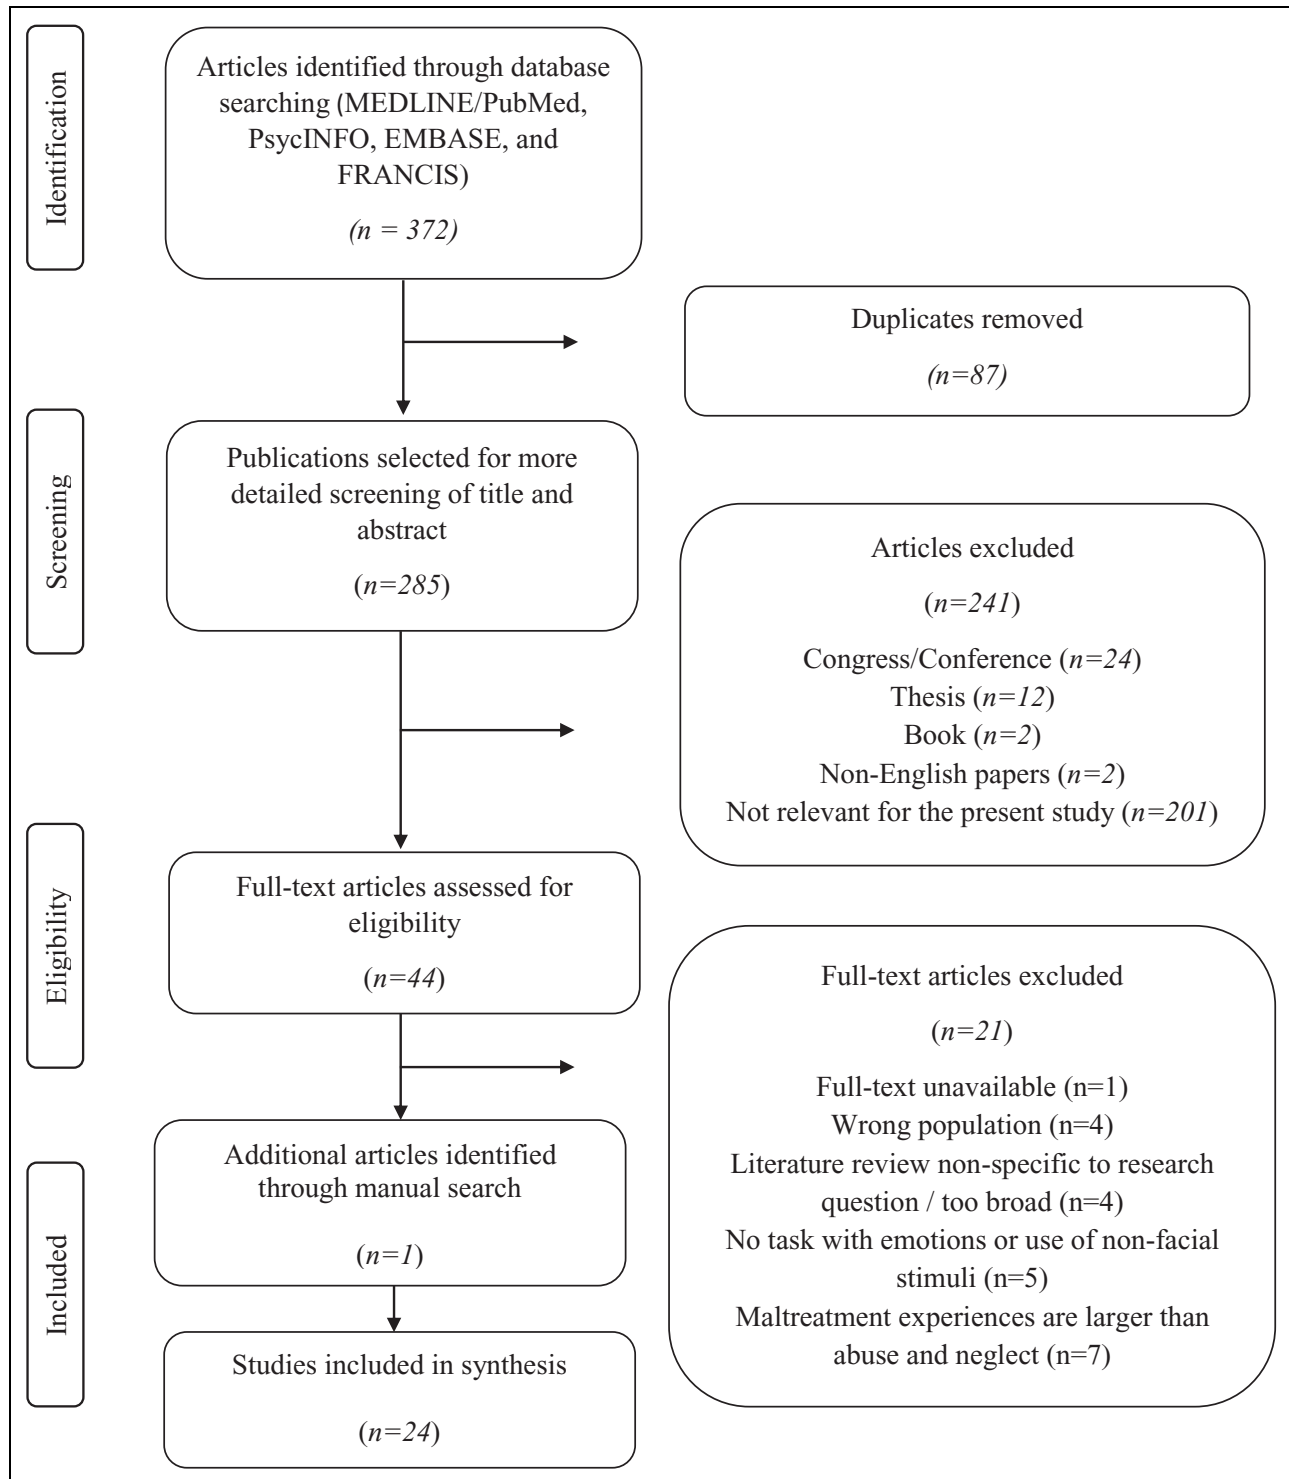 Identification
Articles identified through database
searching (MEDLINE/PubMed,
PsycINFO, EMBASE, and
FRANCIS)
(n = 372)
Duplicates removed
(n=87)
Screening
Publications selected for more
detailed screening of title and
abstract
(n=285)
Articles excluded
(n=241)
Congress/Conference (n=24)
Thesis (n=12)
Book (n=2)
Non-English papers (n=2)
Not relevant for the present study (n=201)
Eligibility
Full-text articles assessed for
eligibility
(n=44)
Full-text articles excluded
(n=21)
Full-text unavailable (n=1)
Wrong population (n=4)
Literature review non-specific to research
question / too broad (n=4)
No task with emotions or use of non-facial
stimuli (n=5)
Maltreatment experiences are larger than
abuse and neglect (n=7)
Included
Additional articles identified
through manual search
(n=1)
Studies included in synthesis
(n=24)